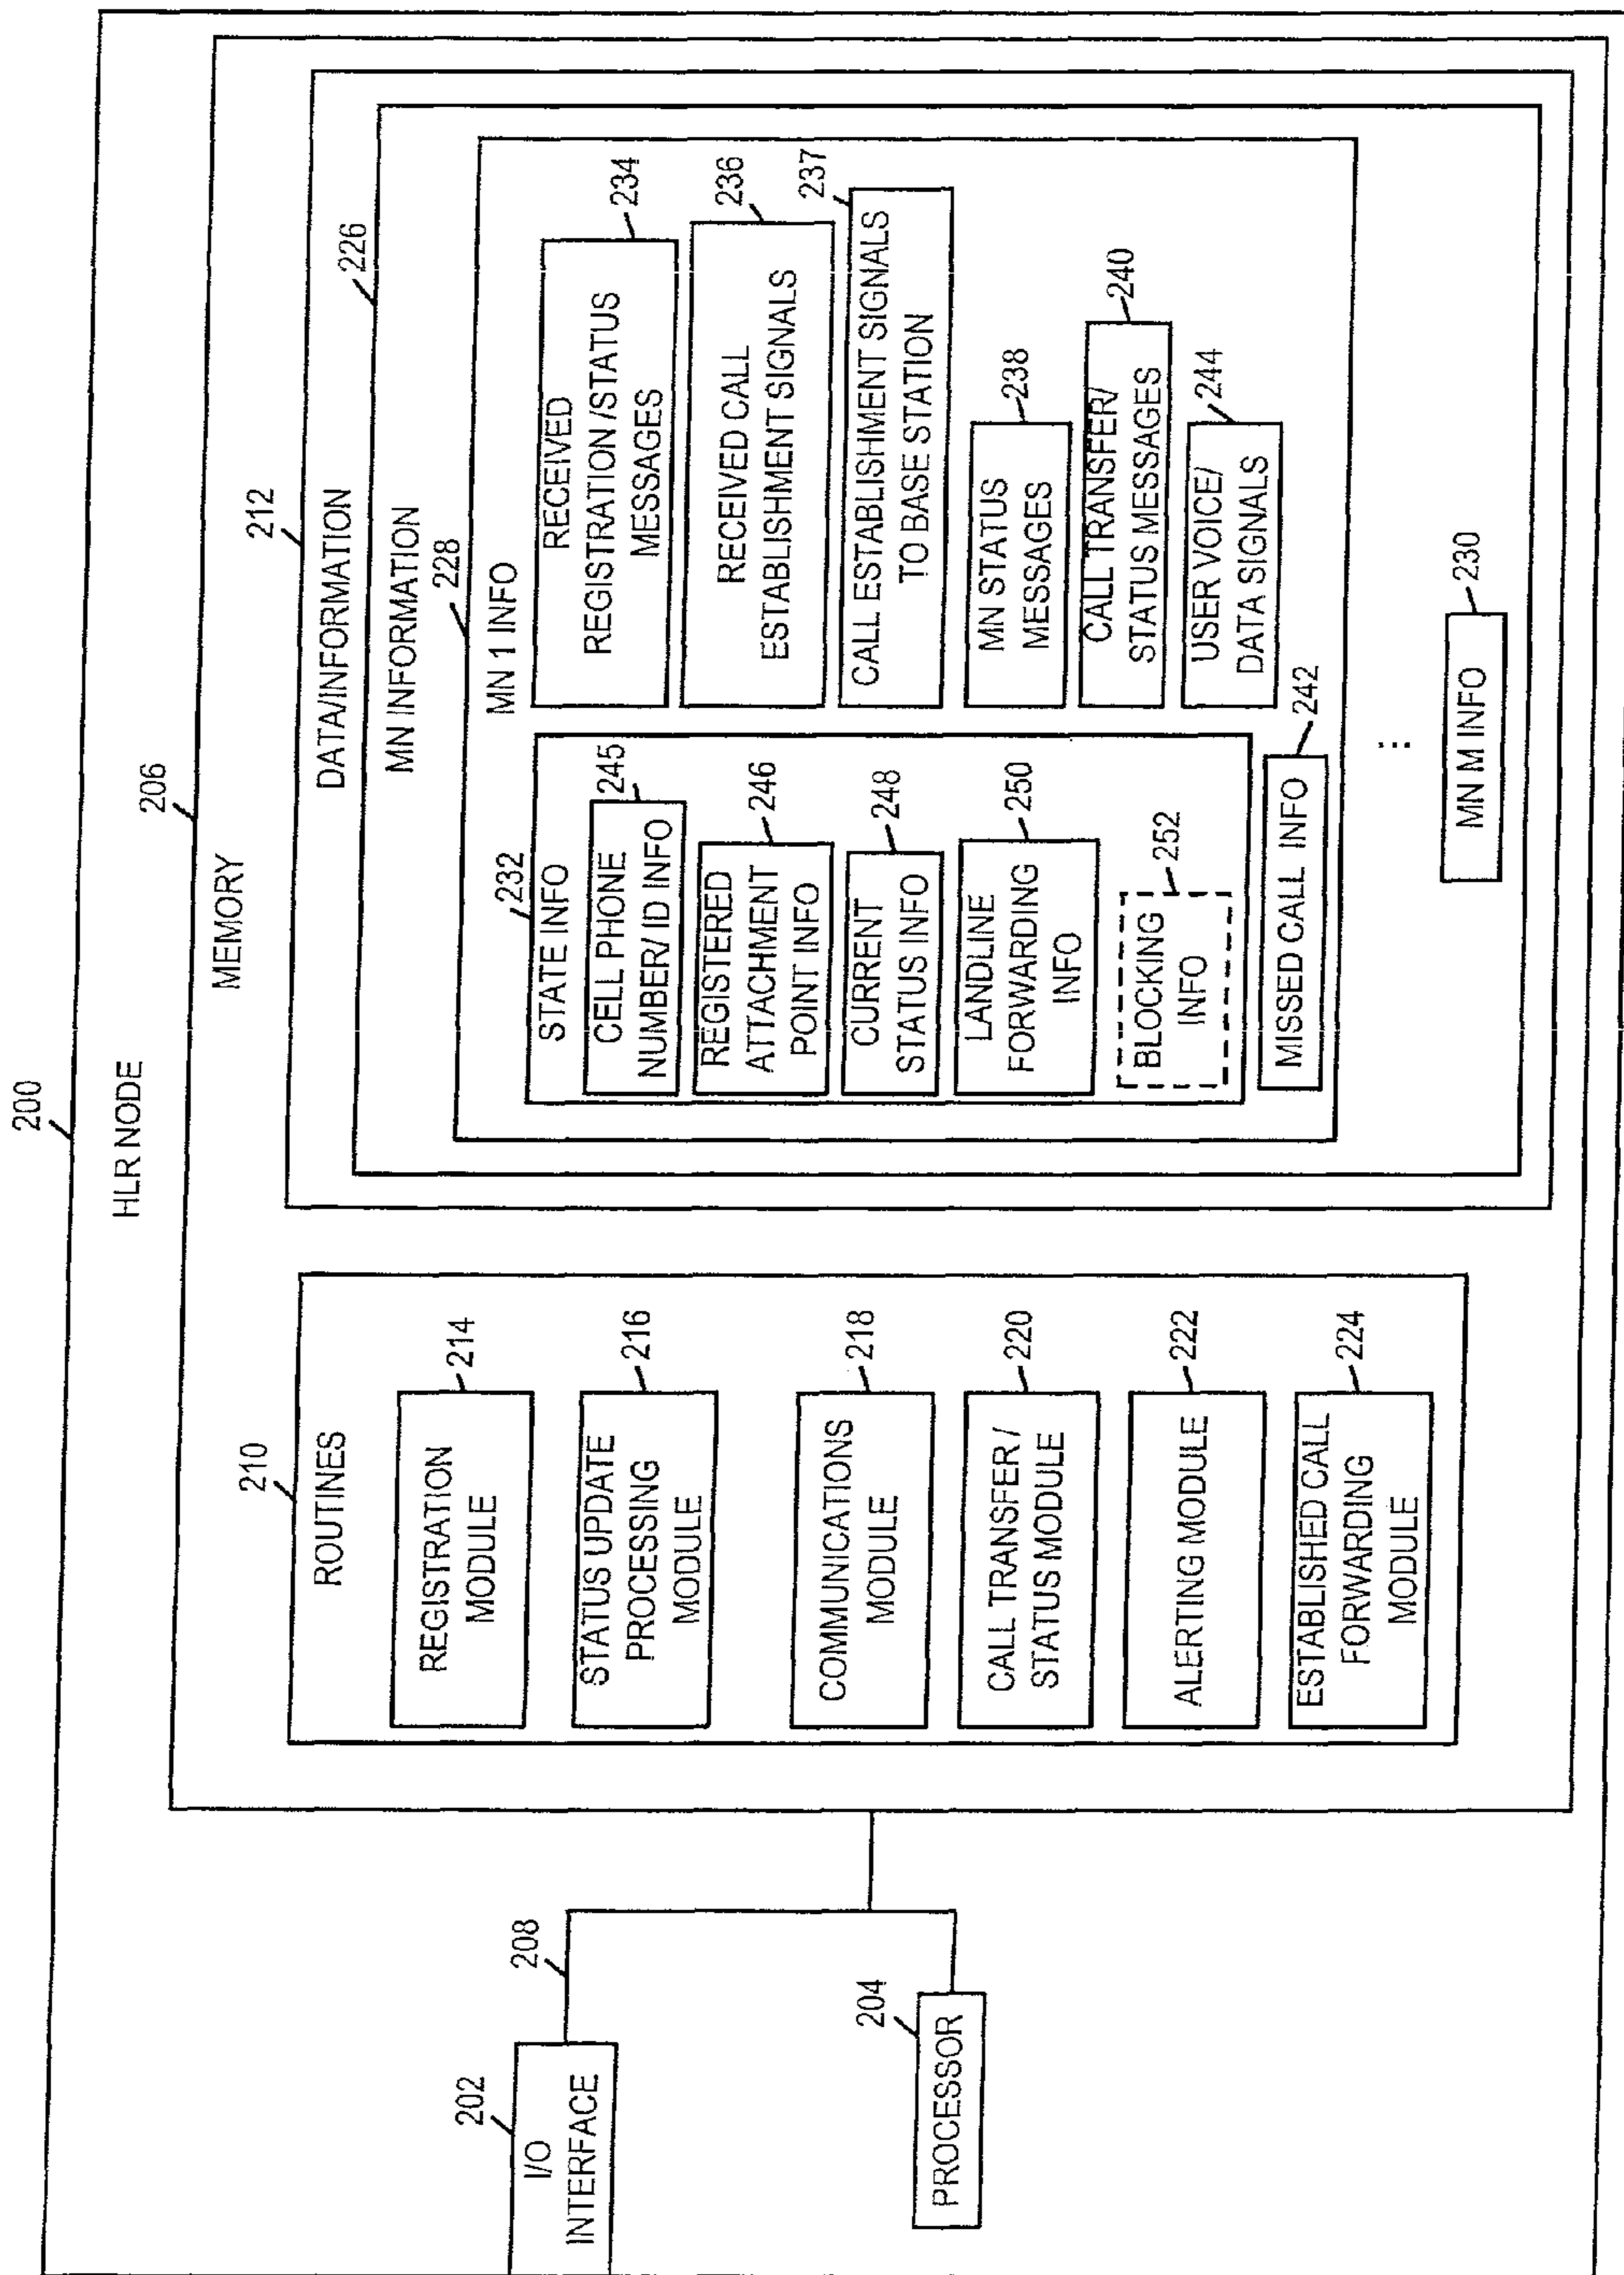 200
HLR NODE
202
I/O
INTERFACE
208
204
PROCESSOR
206
MEMORY
210
ROUTINES
REGISTRATION
MODULE
214
STATUS UPDATE
PROCESSING
MODULE
216
COMMUNICATIONS
MODULE
218
CALL TRANSFER /
STATUS MODULE
220
ALERTING MODULE
222
ESTABLISHED CALL
FORWARDING
MODULE
224
212
DATA/INFORMATION
226
MN INFORMATION
228
MN 1 INFO
232
STATE INFO
CELL PHONE
NUMBER/ ID INFO
245
REGISTERED
ATTACHMENT
POINT INFO
246
CURRENT
STATUS INFO
248
LANDLINE
FORWARDING
INFO
250
BLOCKING
INFO
252
MISSED CALL INFO
242
RECEIVED
REGISTRATION /STATUS
MESSAGES
234
RECEIVED CALL
ESTABLISHMENT SIGNALS
236
CALL ESTABLISHMENT SIGNALS
TO BASE STATION
237
MN STATUS
MESSAGES
238
CALL TRANSFER/
STATUS MESSAGES
240
USER VOICE/
DATA SIGNALS
244
...
MN M INFO
230